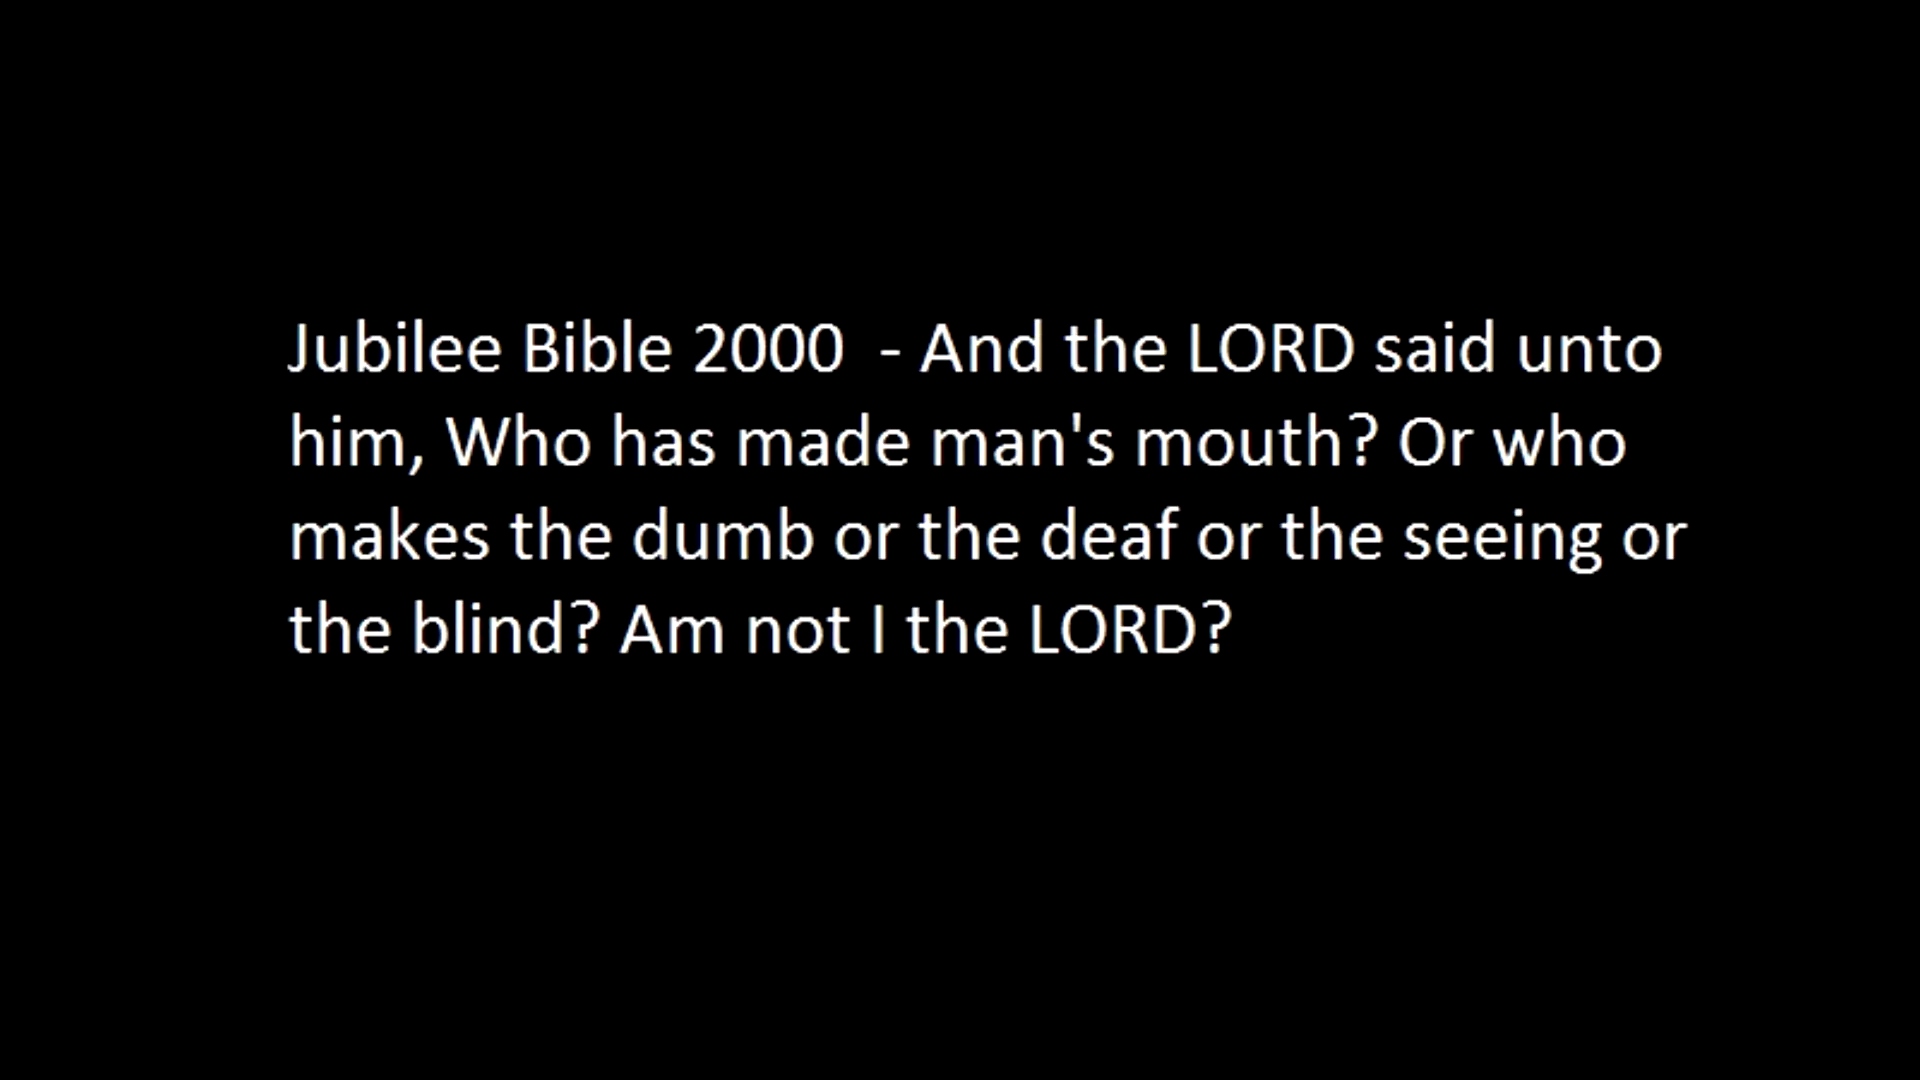 Jubilee Bible 2000  - And the LORD said unto
him, Who has made man's mouth? Or who
makes the dumb or the deaf or the seeing or
the blind? Am not I the LORD?